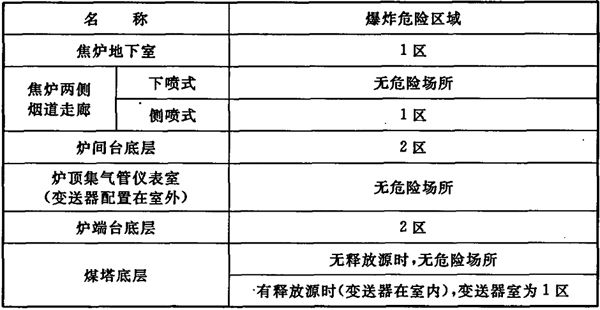 名 称 爆炸危险区域
焦炉地下室 1区
焦炉两侧
烟道走廊
下喷式 无危险场所
侧喷式 1区
炉间台底层 2区
炉顶集气管仪表室
(变送器配置在室外)
无危险场所
炉端台底层 2区
煤塔底层
无释放源时,无危险场所
有释放源时(变送器在室内),变送器室为1区